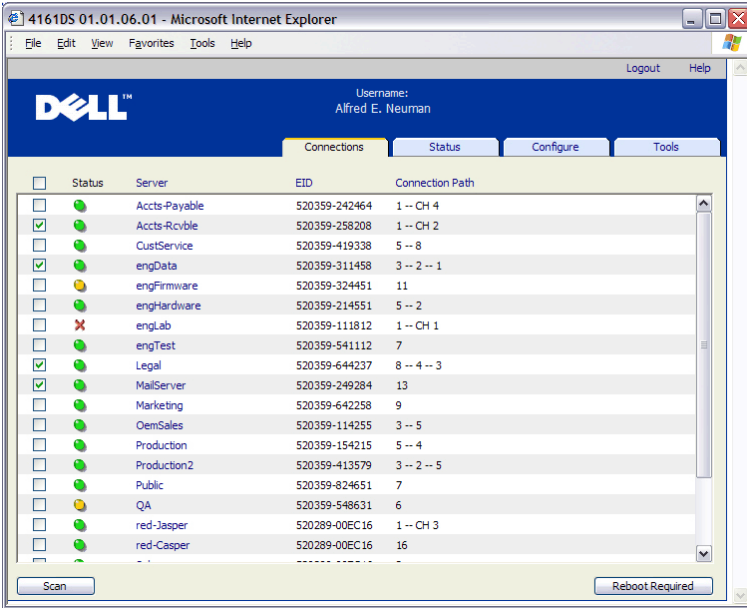 4161DS 01.01.06.01 - Microsoft Internet Explorer
File Edit View Favorites Tools Help
Logout Help
DELL™
Username:
Alfred E. Neuman
Connections Status Configure Tools
Status Server EID Connection Path
Accts-Payable 520359-242464 1 -- CH 4
Accts-Rcvble 520359-258208 1 -- CH 2
CustService 520359-419338 5 -- 8
engData 520359-311458 3 -- 2 -- 1
engFirmware 520359-324451 11
engHardware 520359-214551 5 -- 2
engLab 520359-111812 1 -- CH 1
engTest 520359-541112 7
Legal 520359-644237 8 -- 4 -- 3
MailServer 520359-249284 13
Marketing 520359-642258 9
OemSales 520359-114255 3 -- 5
Production 520359-154215 5 -- 4
Production2 520359-413579 3 -- 2 -- 5
Public 520359-824651 7
QA 520359-548631 6
red-Jasper 520289-00EC16 1 -- CH 3
red-Casper 520289-00EC16 16
Scan Reboot Required